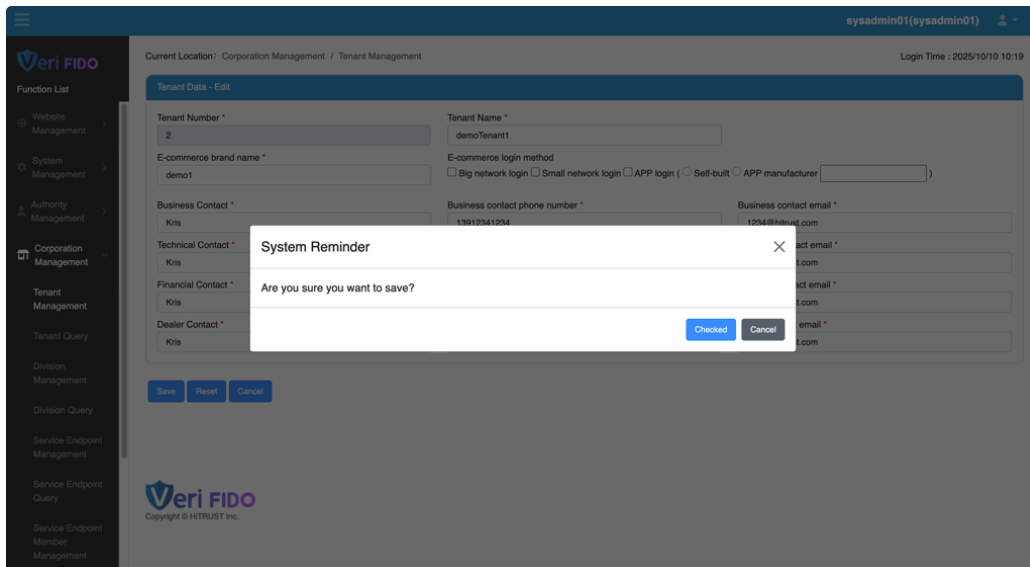 sysadmin01(sysadmin01)
Veri FIDO
Function List
Website
Management
System
Management
Authority
Management
Corporation
Management
Tenant
Management
Tenant Query
Division
Management
Division Query
Service Endpoint
Management
Service Endpoint
Query
Service Endpoint
Member
Management
Current Location: Corporation Management / Tenant Management
Login Time : 2025/10/10 10:19
Tenant Data - Edit
Tenant Number * Tenant Name *
2 demoTenant1
E-commerce brand name * E-commerce login method
demo1 Big network login Small network login APP login ( Self-built APP manufacturer )
Business Contact * Business contact phone number * Business contact email *
Kris 13912341234 1234@hitrust.com
Technical Contact * act email *
Kris t.com
Financial Contact * act email *
Kris t.com
Dealer Contact * email *
Kris t.com
System Reminder
Are you sure you want to save?
Checked Cancel
Save Reset Cancel
Veri FIDO
Copyright © HiTRUST Inc.